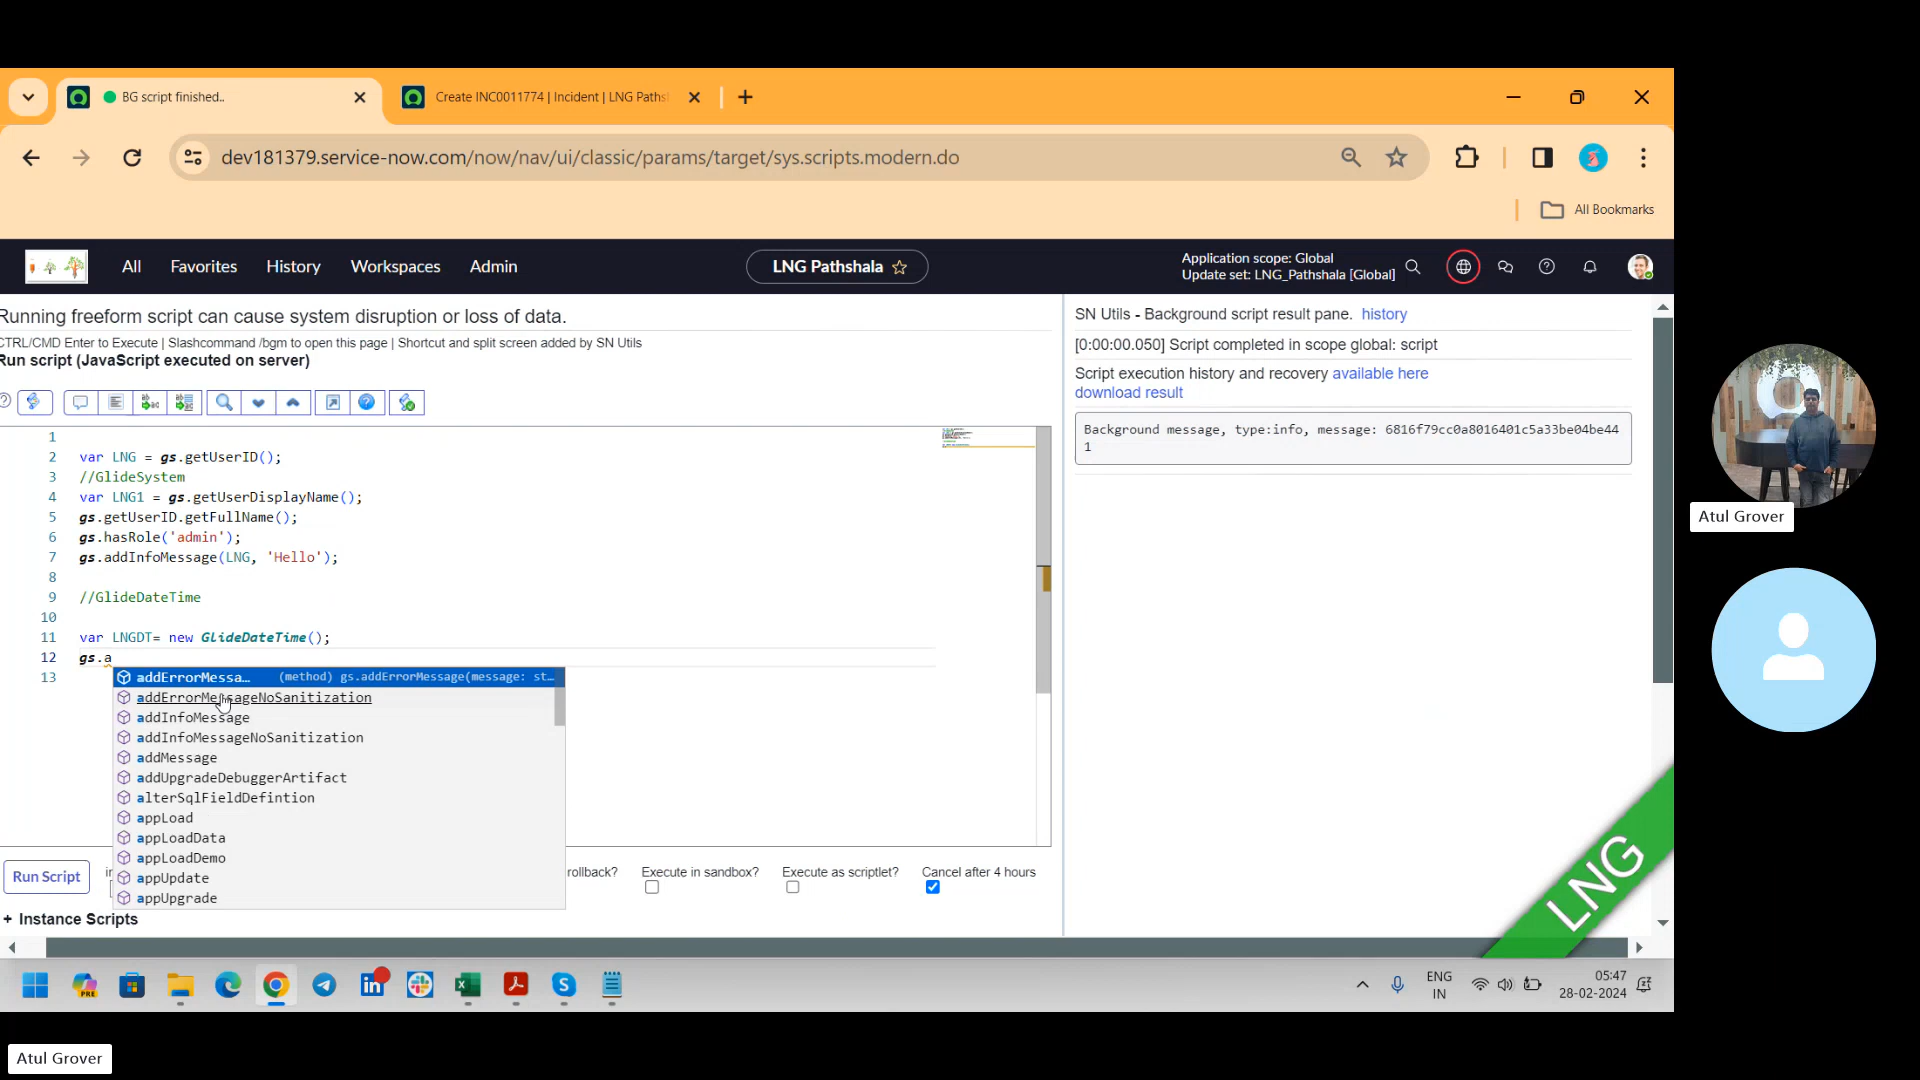 BG script finished..
Create INC0011774 | Incident | LNG Paths
dev181379.service-now.com/now/nav/ui/classic/params/target/sys.scripts.modern.do
All Bookmarks
All Favorites History Workspaces Admin
LNG Pathshala
Application scope: Global
Update set: LNG_Pathshala [Global]
Running freeform script can cause system disruption or loss of data.
CTRL/CMD Enter to Execute | Slashcommand /bgm to open this page | Shortcut and split screen added by SN Utils
Run script (JavaScript executed on server)
1
2 var LNG = gs.getUserID();
3 //GlideSystem
4 var LNG1 = gs.getUserDisplayName();
5 gs.getUserID.getFullName();
6 gs.hasRole('admin');
7 gs.addInfoMessage(LNG, 'Hello');
8
9 //GlideDateTime
10
11 var LNGDT= new GlideDateTime();
12 gs.a
13
addErrorMessa… (method) gs.addErrorMessage(message: st…
addErrorMessageNoSanitization
addInfoMessage
addInfoMessageNoSanitization
addMessage
addUpgradeDebuggerArtifact
alterSqlFieldDefintion
appLoad
appLoadData
appLoadDemo
appUpdate
appUpgrade
Run Script
rollback? Execute in sandbox? Execute as scriptlet? Cancel after 4 hours
+ Instance Scripts
SN Utils - Background script result pane. history
[0:00:00.050] Script completed in scope global: script
Script execution history and recovery available here
download result
Background message, type:info, message: 6816f79cc0a8016401c5a33be04be44
1
LNG
PRE
ENG
IN
05:47
28-02-2024
Atul Grover
Atul Grover